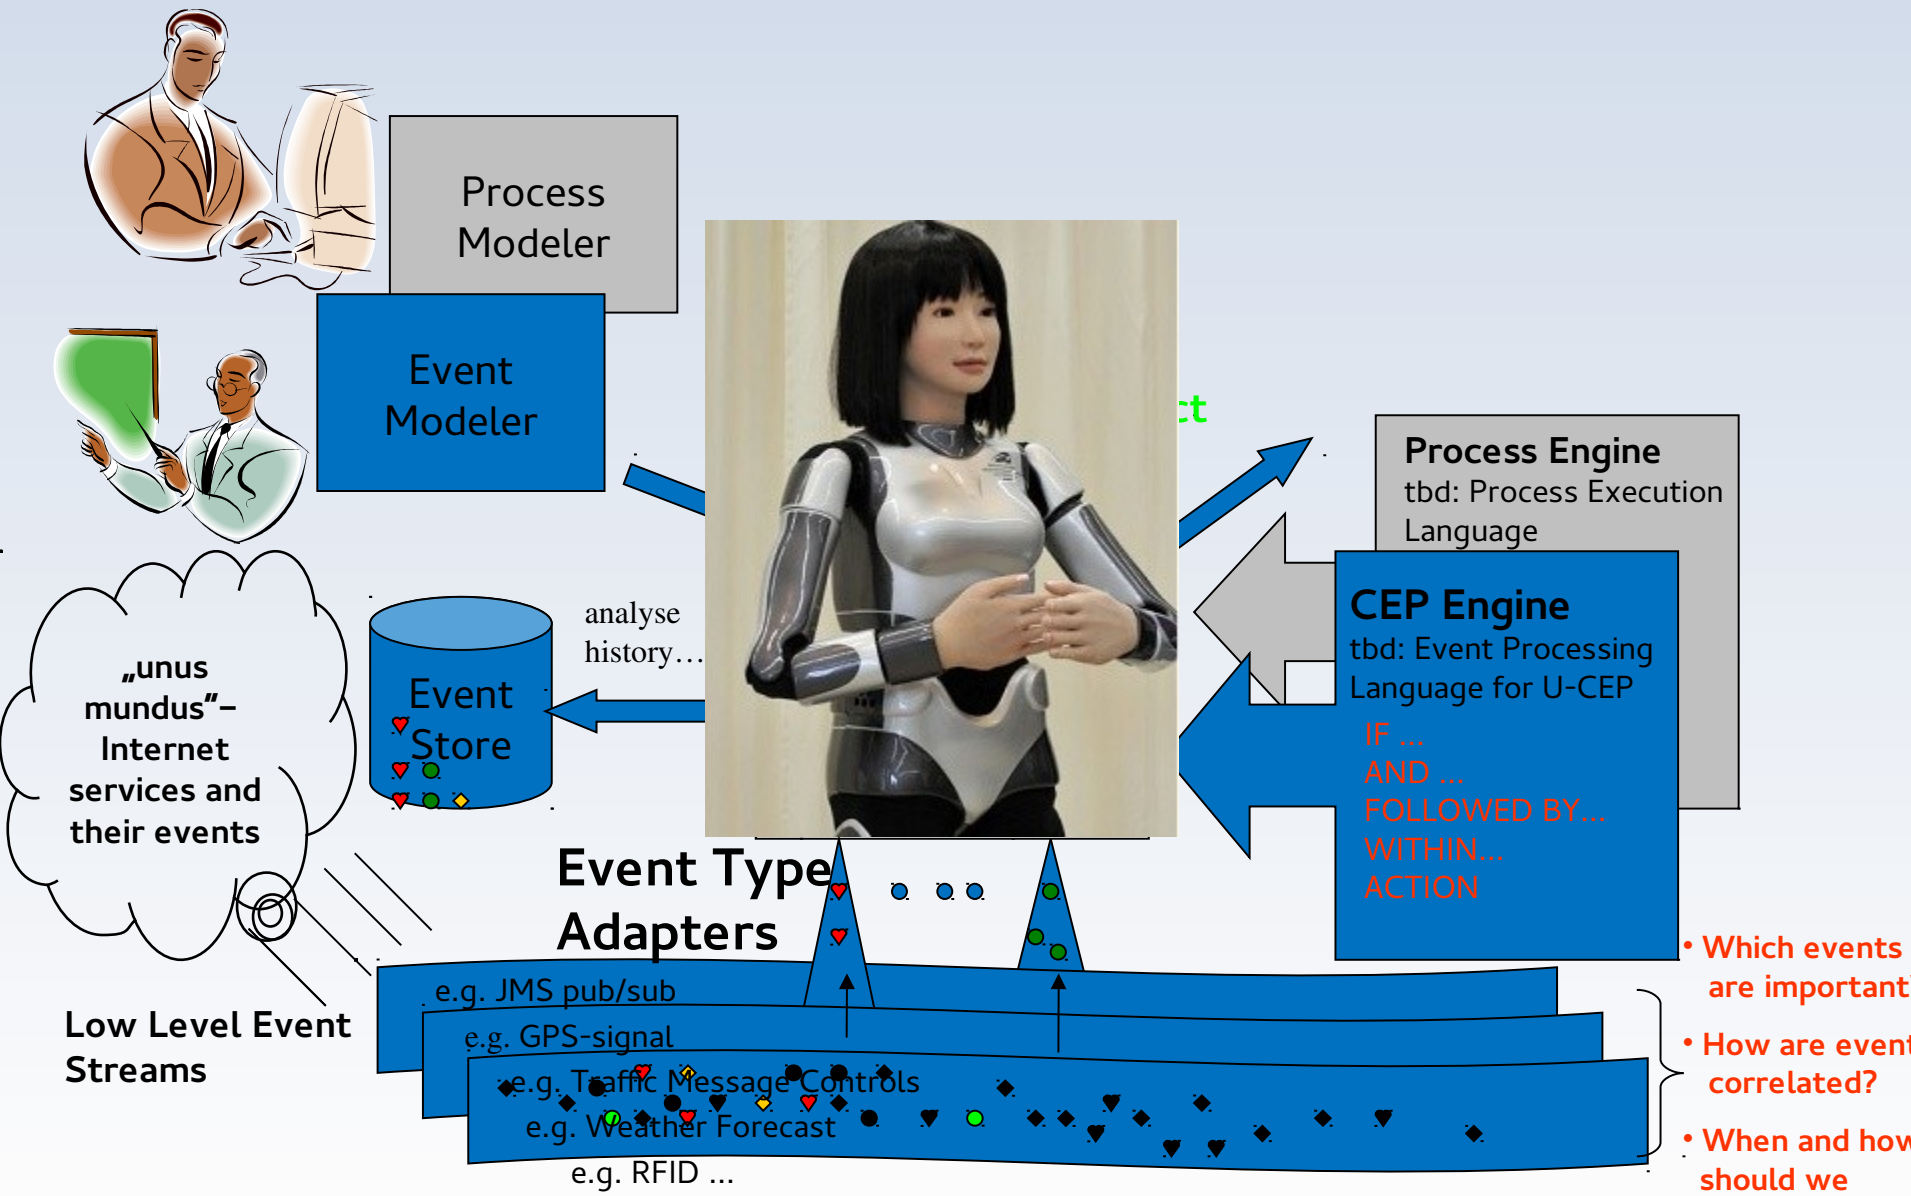 Process
Modeler
Event
Modeler
Process Engine
tbd: Process Execution
Language
CEP Engine
tbd: Event Processing
Language for U-CEP
IF ...
AND ...
FOLLOWED BY...
WITHIN...
ACTION
analyse
history…
„unus
mundus“–
Internet
services and
their events
Event
Store
Event Type
Adapters
Low Level Event
Streams
e.g. JMS pub/sub
e.g. GPS-signal
e.g. Traffic Message Controls
e.g. Weather Forecast
e.g. RFID ...
• Which events
are important
• How are event
correlated?
• When and how
should we